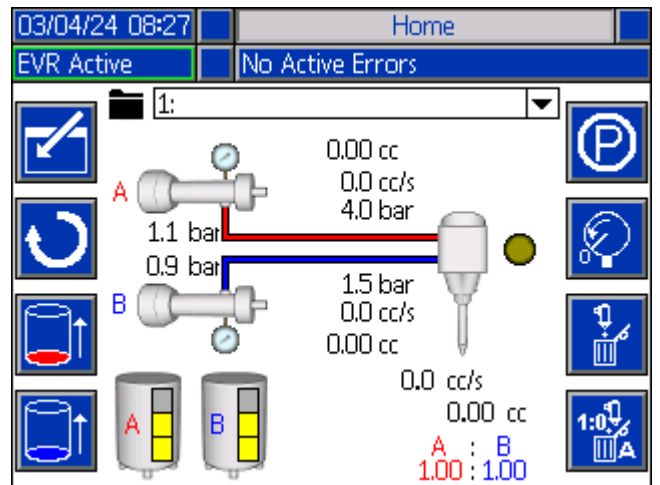 03/04/24 08:27
Home
EVR Active
No Active Errors
1:
P
0.00 cc
0.0 cc/s
4.0 bar
A
1.1 bar
0
0.9 bar
1.5 bar
B
0.0 cc/s
0.00 cc
0.0 cc/s
0.00 cc
A
B
A : B
1.00 : 1.00
1:0
A